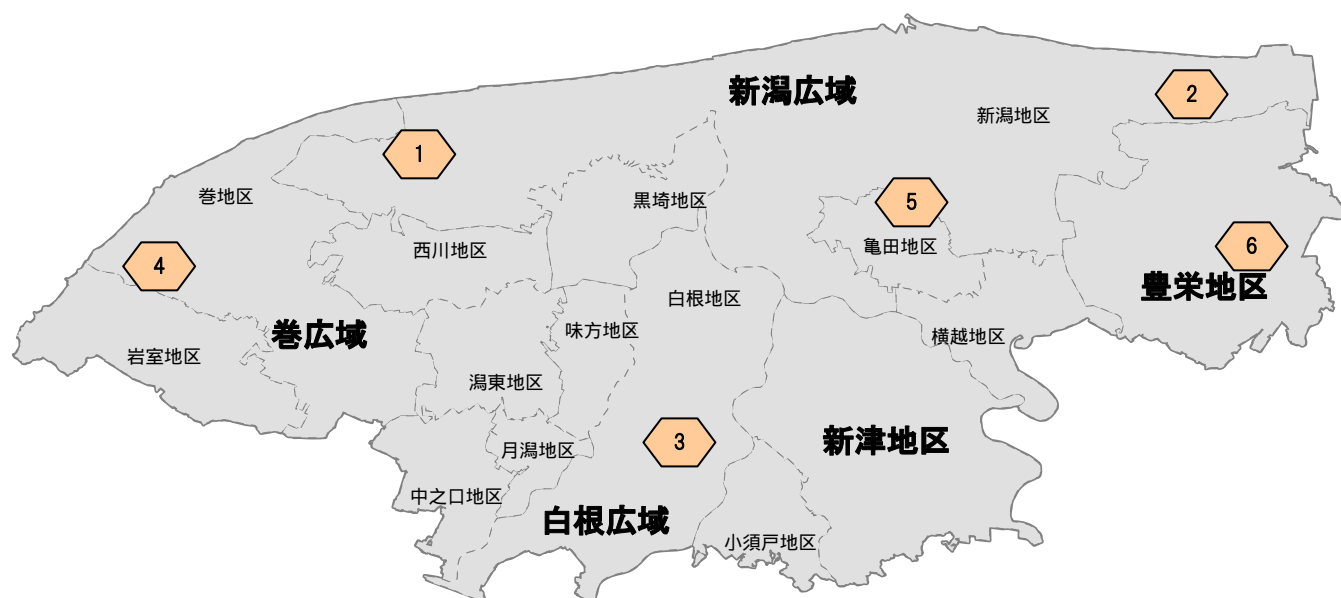 新潟広域
2
新潟地区
1
巻地区
黒埼地区
5
西川地区
亀田地区
6
4
豊栄地区
白根地区
巻広域
味方地区
横越地区
岩室地区
潟東地区
3
新津地区
月潟地区
中之口地区
白根広域
小須戸地区